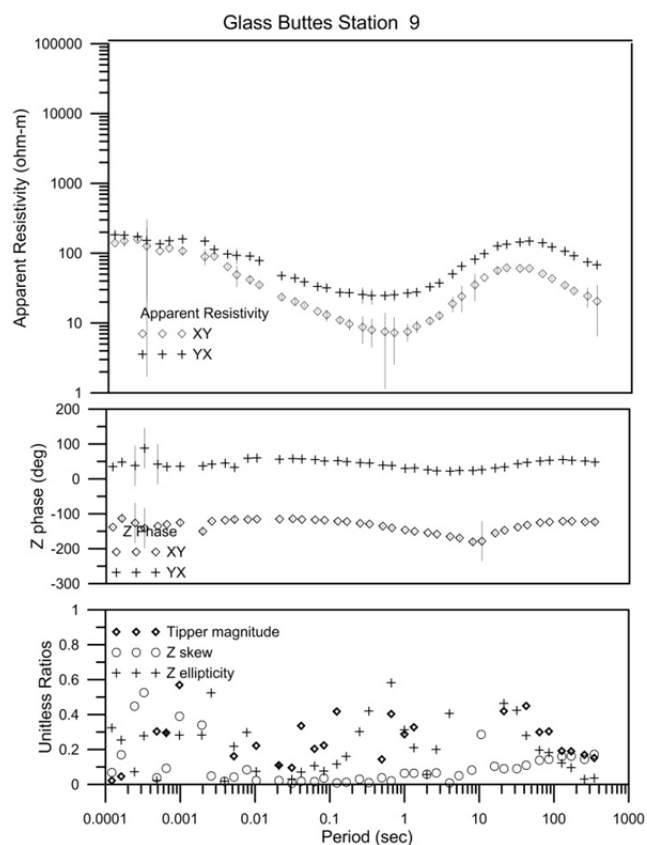 Glass Buttes Station 9
100000
10000
1000
100
10
1
Apparent Resistivity (ohm-m)
Apparent Resistivity
XY
YX
200
100
0
-100
-200
-300
Z phase (deg)
Z Phase
XY
YX
1
0.8
0.6
0.4
0.2
0
Unitless Ratios
Tipper magnitude
Z skew
Z ellipticity
0.0001 0.001 0.01 0.1 1 10 100 1000
Period (sec)